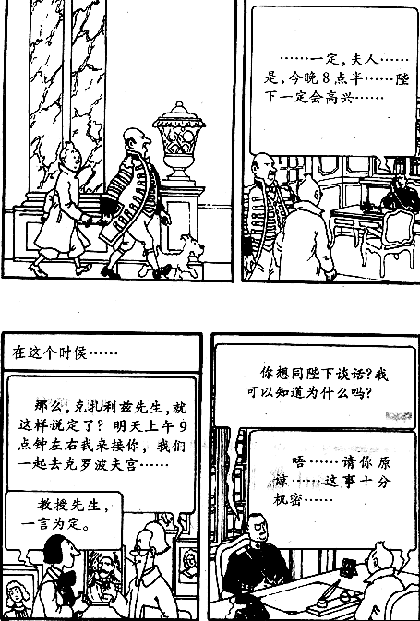 ……一定，夫人……
是，今晚8点半……陛
下一定会高兴……
在这个时侯……
那么，克扎利兹先生，就
这样说定了？明天上午9
点钟左右我来接你，我们
一起去克罗波夫宫……
教授先生，
一言为定。
你想同陛下谈话？我
可以知道为什么吗？
唔……请你原
谅……这事十分
机密……